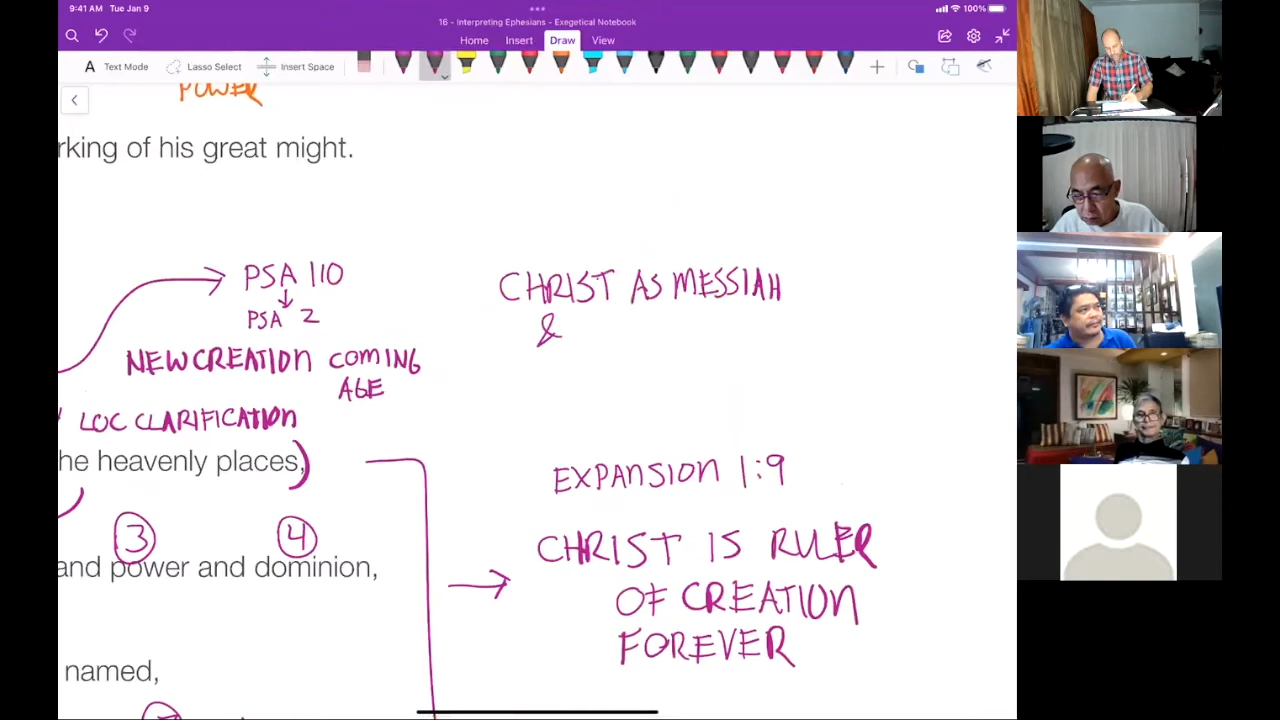 9:41 AM Tue Jan 9
100%
16 - Interpreting Ephesians - Exegetical Notebook
Home Insert Draw View
Text Mode Lasso Select Insert Space
POWER
rking of his great might.
PSA 110
PSA 2
CHRIST AS MESSIAH
&
NEW CREATION COMING
AGE
LOC CLARIFICATION
he heavenly places,)
EXPANSION 1:9
3 4
CHRIST IS RULER
and power and dominion,
OF CREATION
FOREVER
named,